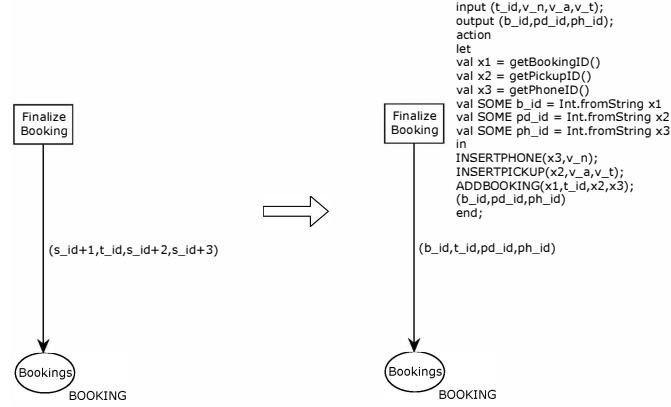 input (t_id,v_n,v_a,v_t);
output (b_id,pd_id,ph_id);
action
let
val x1 = getBookingID()
val x2 = getPickupID()
val x3 = getPhoneID()
val SOME b_id = Int.fromString x1
val SOME pd_id = Int.fromString x2
val SOME ph_id = Int.fromString x3
in
INSERTPHONE(x3,v_n);
INSERTPICKUP(x2,v_a,v_t);
ADDBOOKING(x1,t_id,x2,x3);
(b_id,pd_id,ph_id)
end;
Finalize
Booking
(s_id+1,t_id,s_id+2,s_id+3)
Bookings
BOOKING
Finalize
Booking
(b_id,t_id,pd_id,ph_id)
Bookings
BOOKING